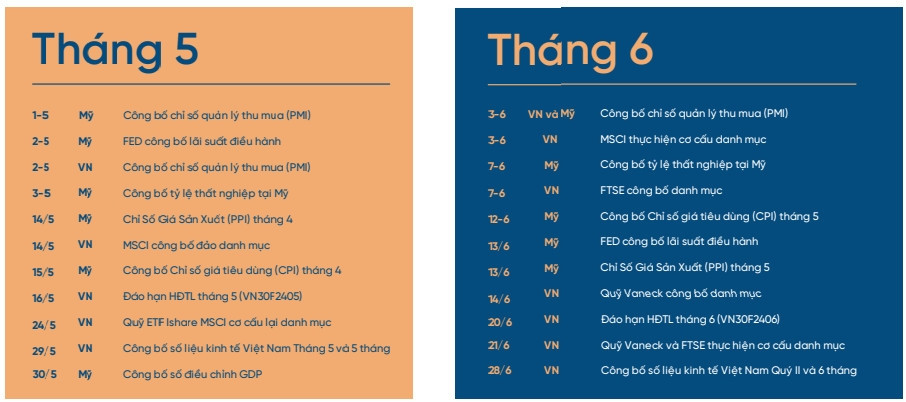 Tháng 5
1-5 Mỹ Công bố chỉ số quản lý thu mua (PMI)
2-5 Mỹ FED công bố lãi suất điều hành
2-5 VN Công bố chỉ số quản lý thu mua (PMI)
3-5 Mỹ Công bố tỷ lệ thất nghiệp tại Mỹ
14/5 Mỹ Chỉ Số Giá Sản Xuất (PPI) tháng 4
14/5 VN MSCI công bố đảo danh mục
15/5 Mỹ Công bố Chỉ số giá tiêu dùng (CPI) tháng 4
16/5 VN Đáo hạn HĐTL tháng 5 (VN30F2405)
24/5 VN Quỹ ETF Ishare MSCI cơ cấu lại danh mục
29/5 VN Công bố số liệu kinh tế Việt Nam Tháng 5 và 5 tháng
30/5 Mỹ Công bố số điều chỉnh GDP
Tháng 6
3-6 VN và Mỹ Công bố chỉ số quản lý thu mua (PMI)
3-6 VN MSCI thực hiện cơ cấu danh mục
7-6 Mỹ Công bố tỷ lệ thất nghiệp tại Mỹ
7-6 VN FTSE công bố danh mục
12-6 Mỹ Công bố Chỉ số giá tiêu dùng (CPI) tháng 5
13/6 Mỹ FED công bố lãi suất điều hành
13/6 Mỹ Chỉ Số Giá Sản Xuất (PPI) tháng 5
14/6 VN Quỹ Vaneck công bố danh mục
20/6 VN Đáo hạn HĐTL tháng 6 (VN30F2406)
21/6 VN Quỹ Vaneck và FTSE thực hiện cơ cấu danh mục
28/6 VN Công bố số liệu kinh tế Việt Nam Quý II và 6 tháng